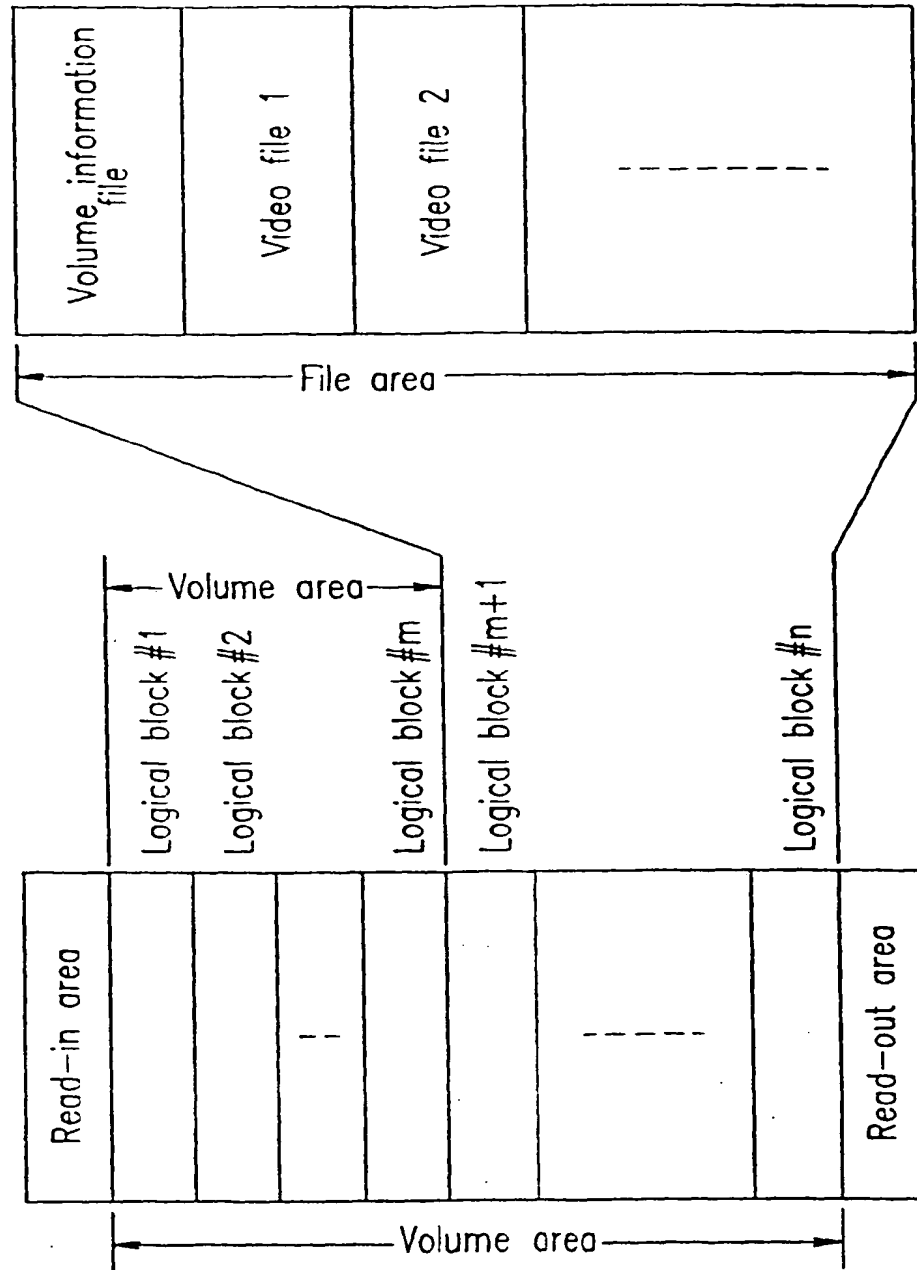 Volume information
file
Video file 1
Video file 2
File area
Volume area
Logical block #1
Logical block #2
Logical block #m
Logical block #m+1
Logical block #n
Read-in area
Read-out area
Volume area